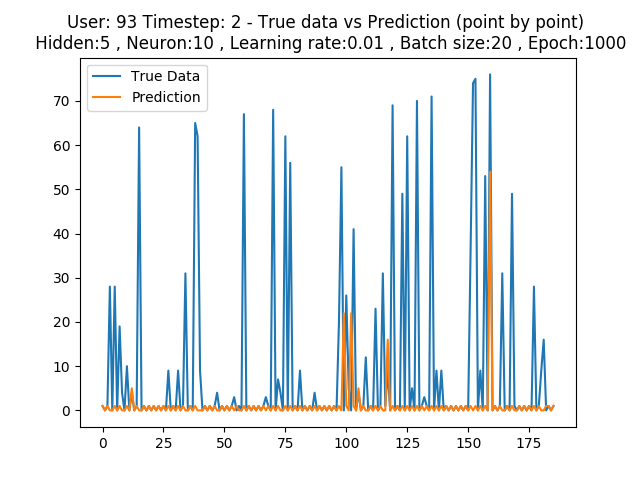 User: 93 Timestep: 2 - True data vs Prediction (point by point)
Hidden:5 , Neuron:10 , Learning rate:0.01 , Batch size:20 , Epoch:1000
True Data
Prediction
70
60
50
40
30
20
10
0
0 25 50 75 100 125 150 175